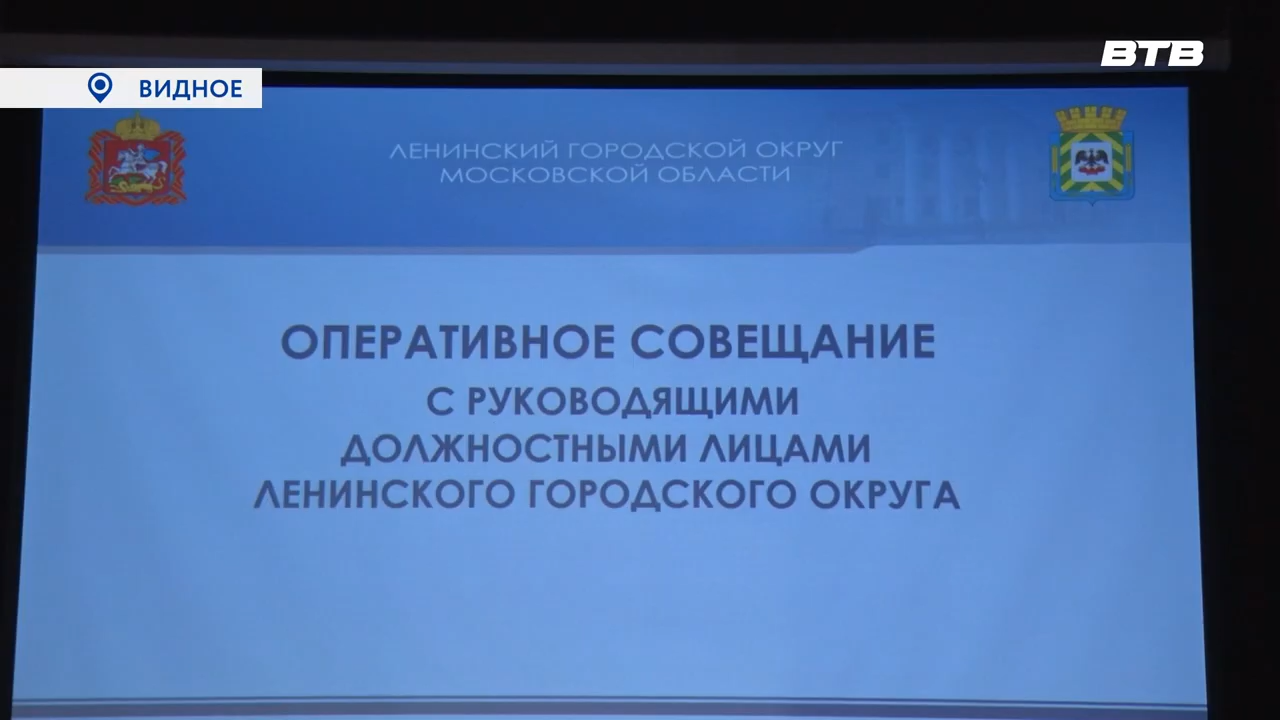 ВТВ
ВИДНОЕ
ЛЕНИНСКИЙ ГОРОДСКОЙ ОКРУГ
МОСКОВСКОЙ ОБЛАСТИ
ОПЕРАТИВНОЕ СОВЕЩАНИЕ
С РУКОВОДЯЩИМИ
ДОЛЖНОСТНЫМИ ЛИЦАМИ
ЛЕНИНСКОГО ГОРОДСКОГО ОКРУГА